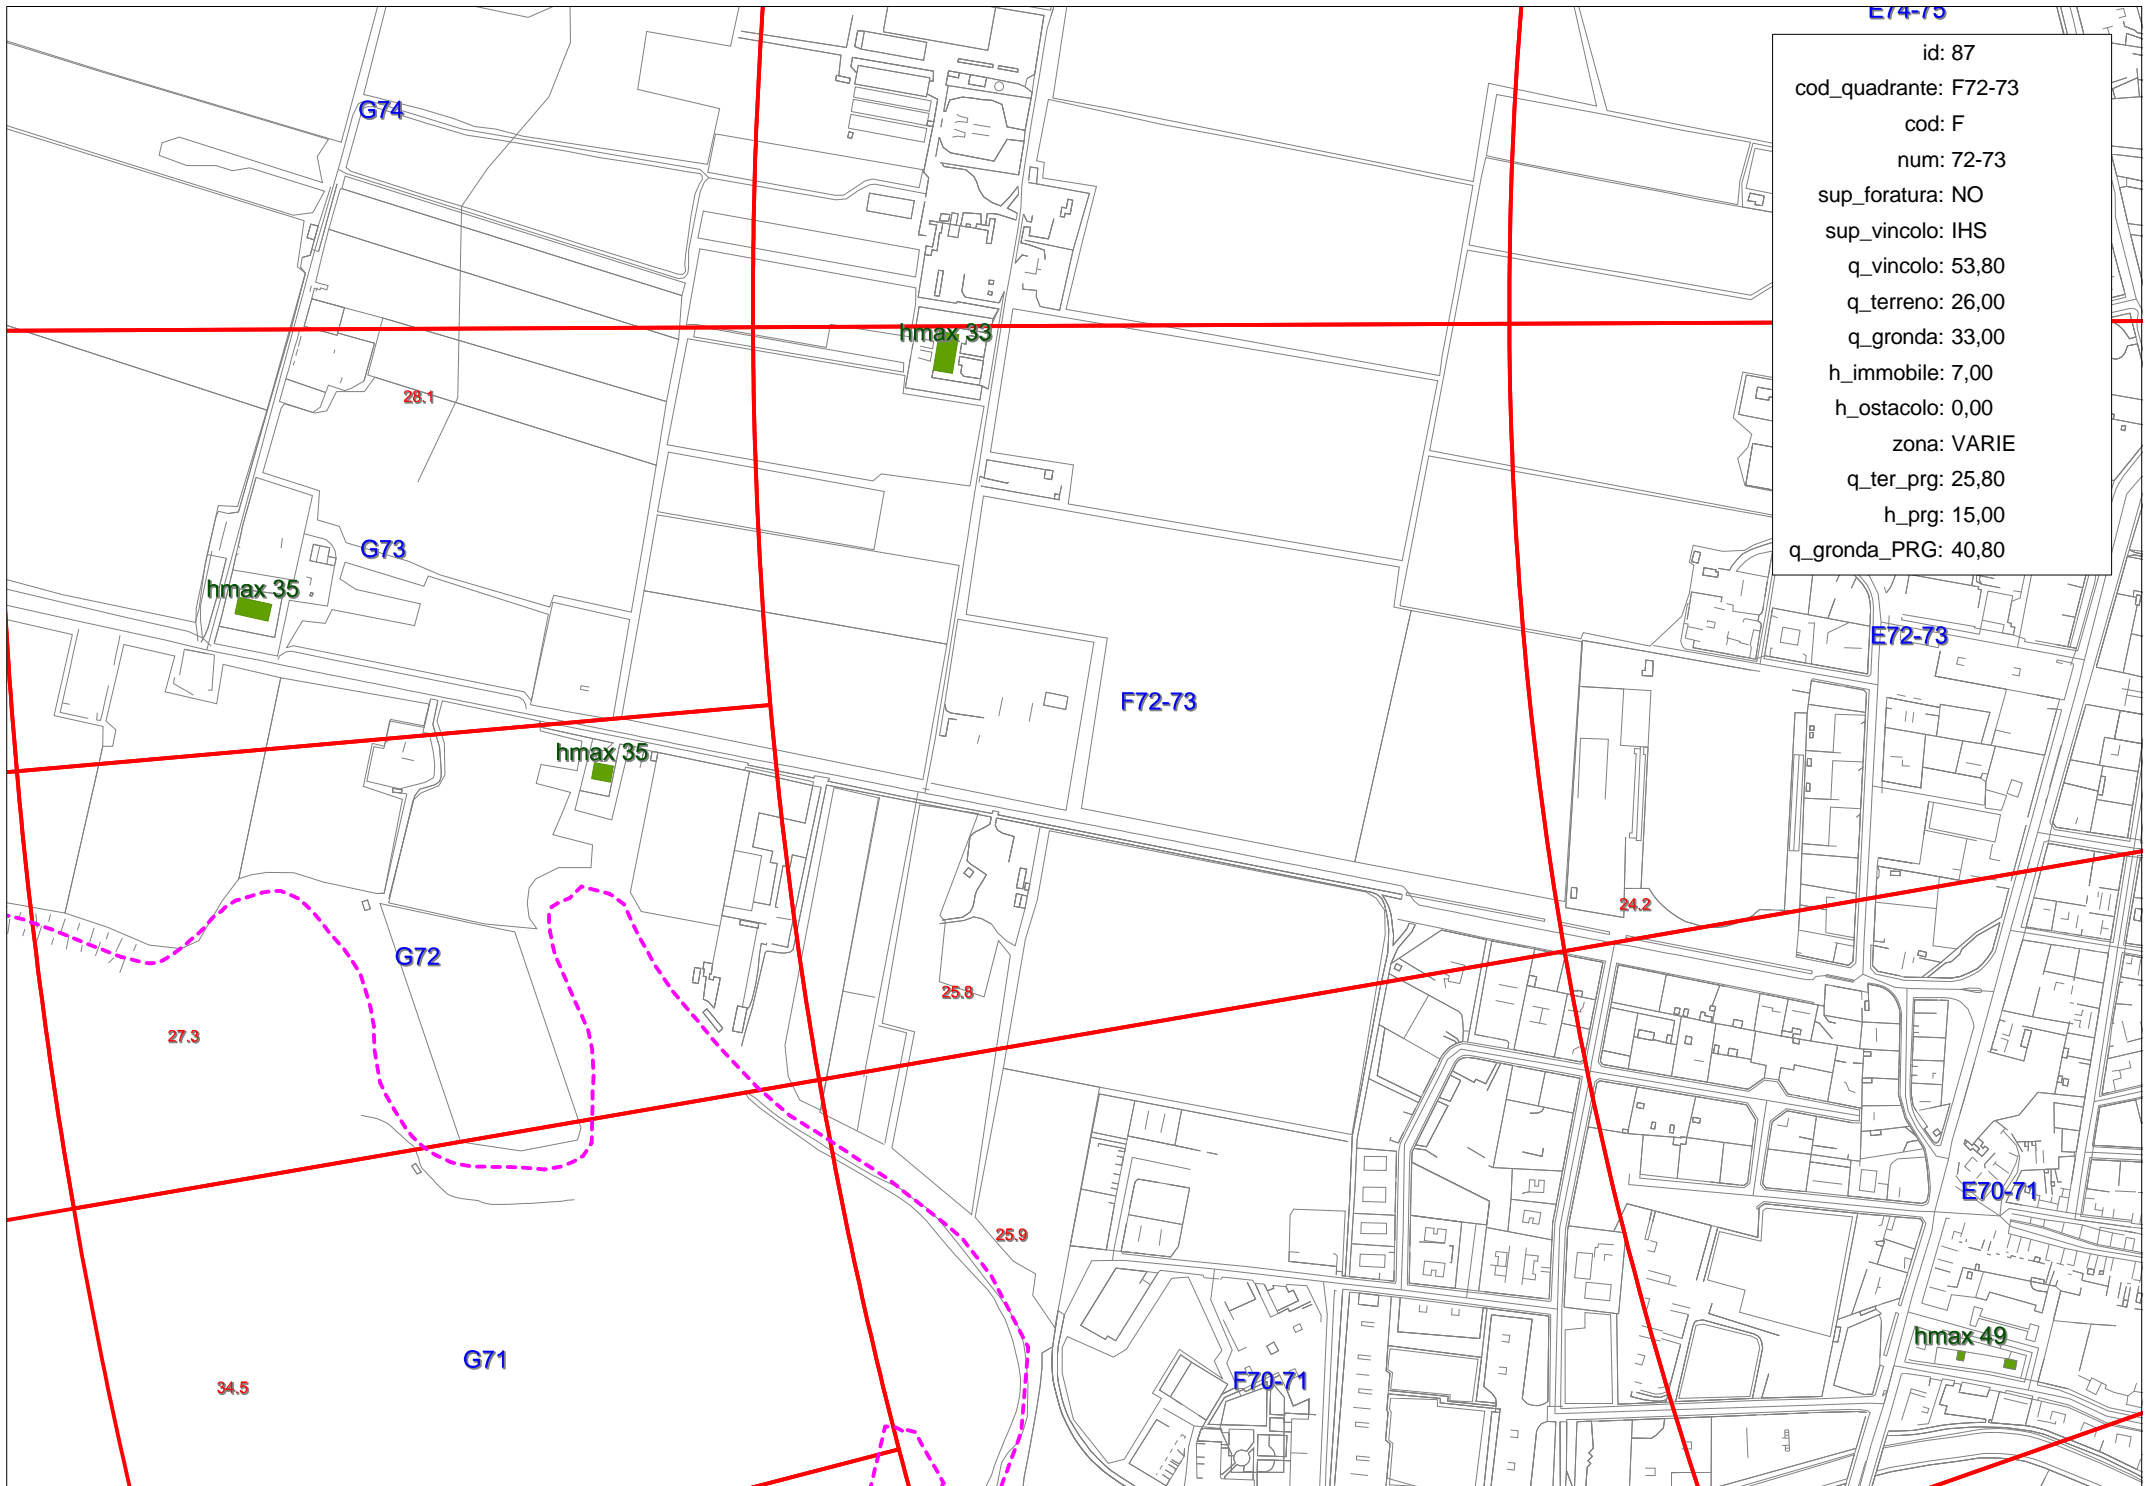 E74-75
id: 87
cod_quadrante: F72-73
cod: F
num: 72-73
sup_foratura: NO
sup_vincolo: IHS
q_vincolo: 53,80
q_terreno: 26,00
q_gronda: 33,00
h_immobile: 7,00
h_ostacolo: 0,00
zona: VARIE
q_ter_prg: 25,80
h_prg: 15,00
q_gronda_PRG: 40,80
G74
hmax 33
28.1
G73
hmax 35
E72-73
F72-73
hmax 35
24.2
G72
25.8
27.3
E70-71
25.9
hmax 49
G71
F70-71
34.5